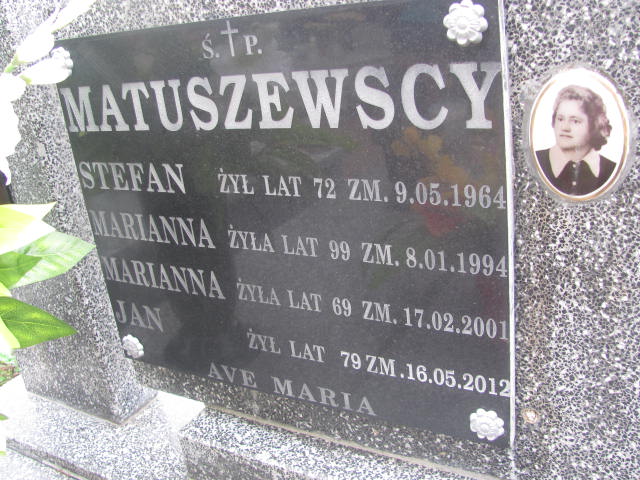 Ś. P.
MATUSZEWSCY
STEFAN ŻYŁ LAT 72 ZM. 9.05.1964
MARIANNA ŻYŁA LAT 99 ZM. 8.01.1994
MARIANNA ŻYŁA LAT 69 ZM. 17.02.2001
JAN ŻYŁ LAT 79 ZM. 16.05.2012
AVE MARIA